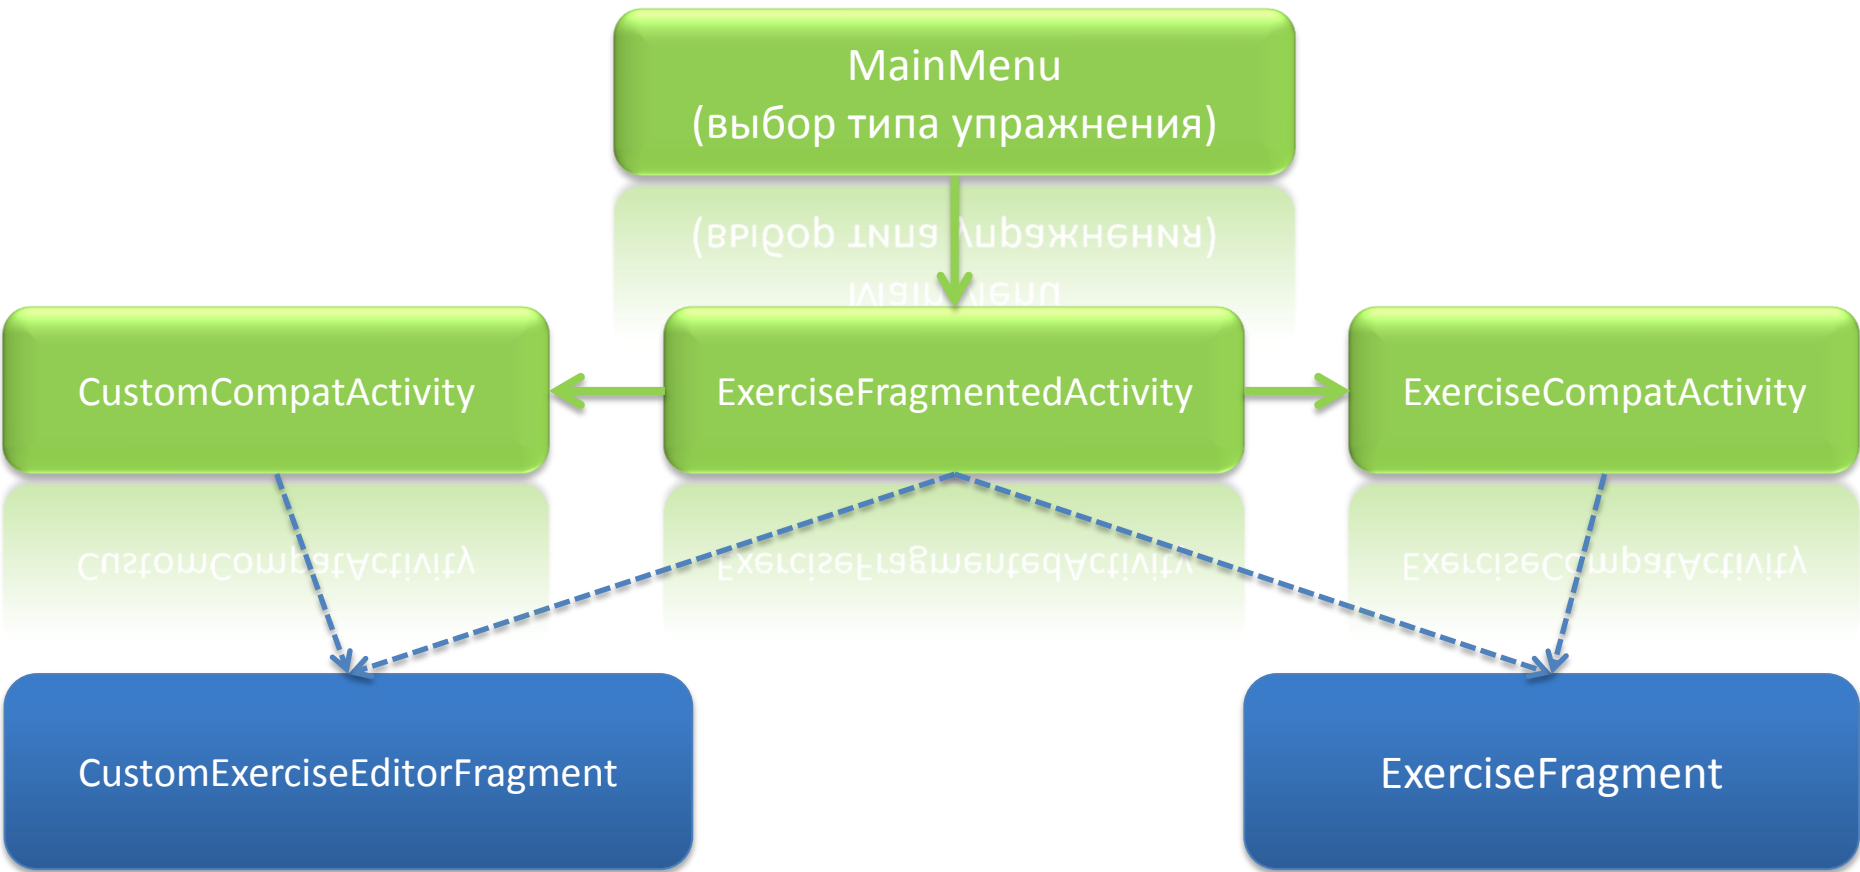 MainMenu
(выбор типа упражнения)
CustomCompatActivity
ExerciseFragmentedActivity
ExerciseCompatActivity
CustomExerciseEditorFragment
ExerciseFragment